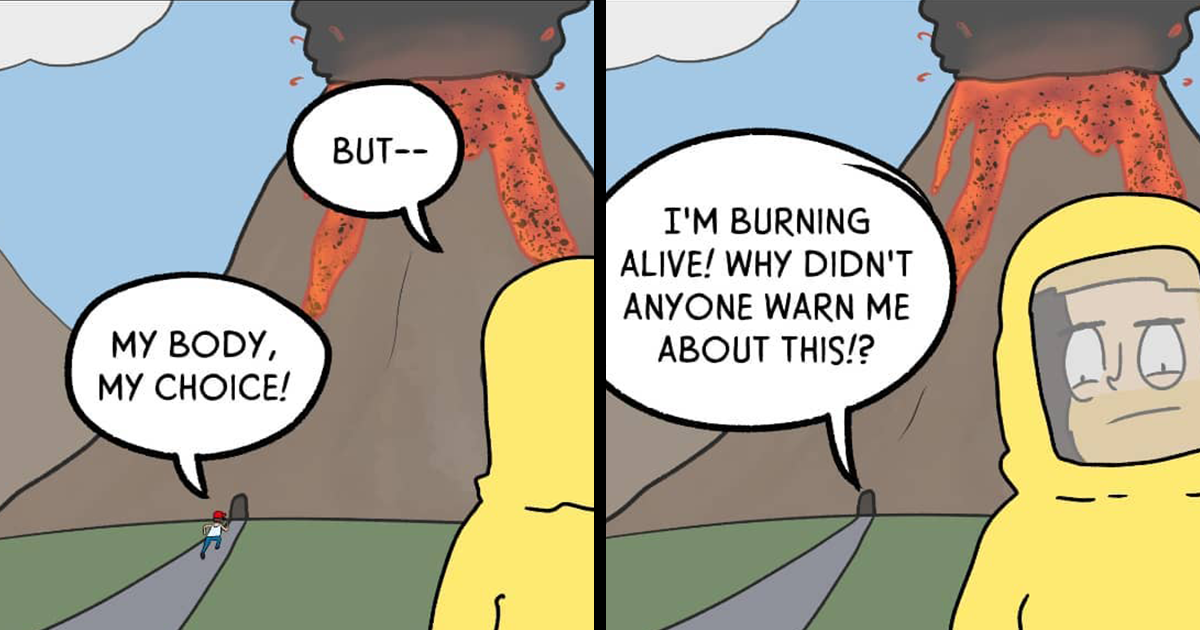 BUT--
MY BODY,
MY CHOICE!
I'M BURNING
ALIVE! WHY DIDN'T
ANYONE WARN ME
ABOUT THIS!?